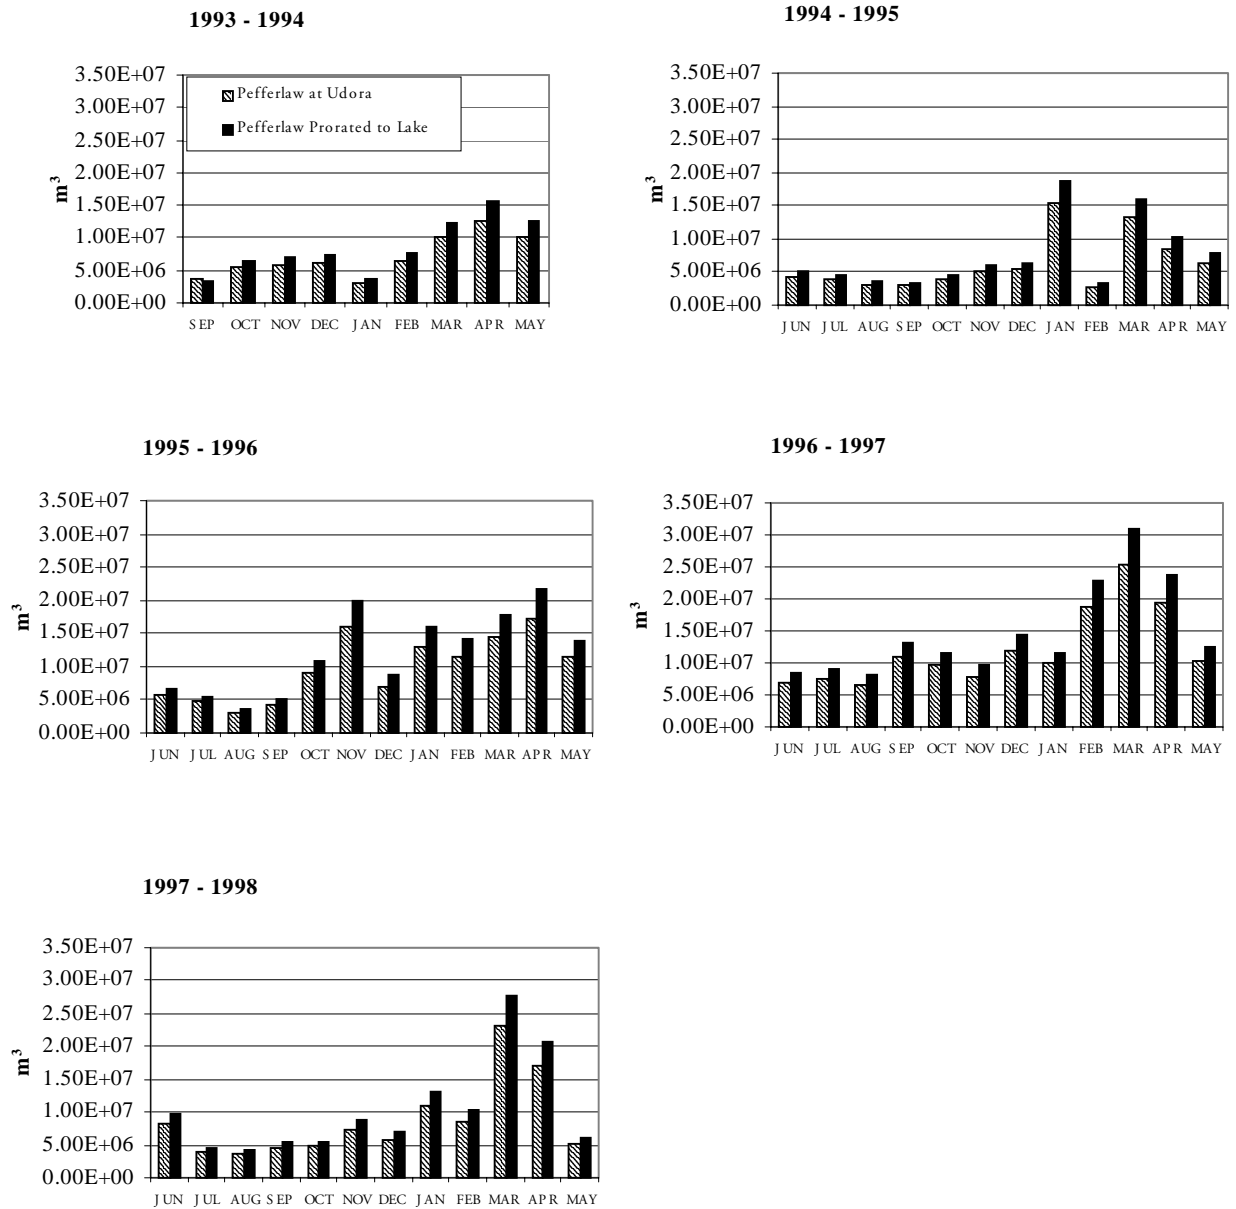 1993 - 1994
3.50E+07
3.00E+07
2.50E+07
2.00E+07
1.50E+07
1.00E+07
5.00E+06
0.00E+00
m³
Pefferlaw at Udora
Pefferlaw Prorated to Lake
SEP OCT NOV DEC JAN FEB MAR APR MAY
1994 - 1995
3.50E+07
3.00E+07
2.50E+07
2.00E+07
1.50E+07
1.00E+07
5.00E+06
0.00E+00
m³
JUN JUL AUG SEP OCT NOV DEC JAN FEB MAR APR MAY
1995 - 1996
3.50E+07
3.00E+07
2.50E+07
2.00E+07
1.50E+07
1.00E+07
5.00E+06
0.00E+00
m³
JUN JUL AUG SEP OCT NOV DEC JAN FEB MAR APR MAY
1996 - 1997
3.50E+07
3.00E+07
2.50E+07
2.00E+07
1.50E+07
1.00E+07
5.00E+06
0.00E+00
m³
JUN JUL AUG SEP OCT NOV DEC JAN FEB MAR APR MAY
1997 - 1998
3.50E+07
3.00E+07
2.50E+07
2.00E+07
1.50E+07
1.00E+07
5.00E+06
0.00E+00
m³
JUN JUL AUG SEP OCT NOV DEC JAN FEB MAR APR MAY